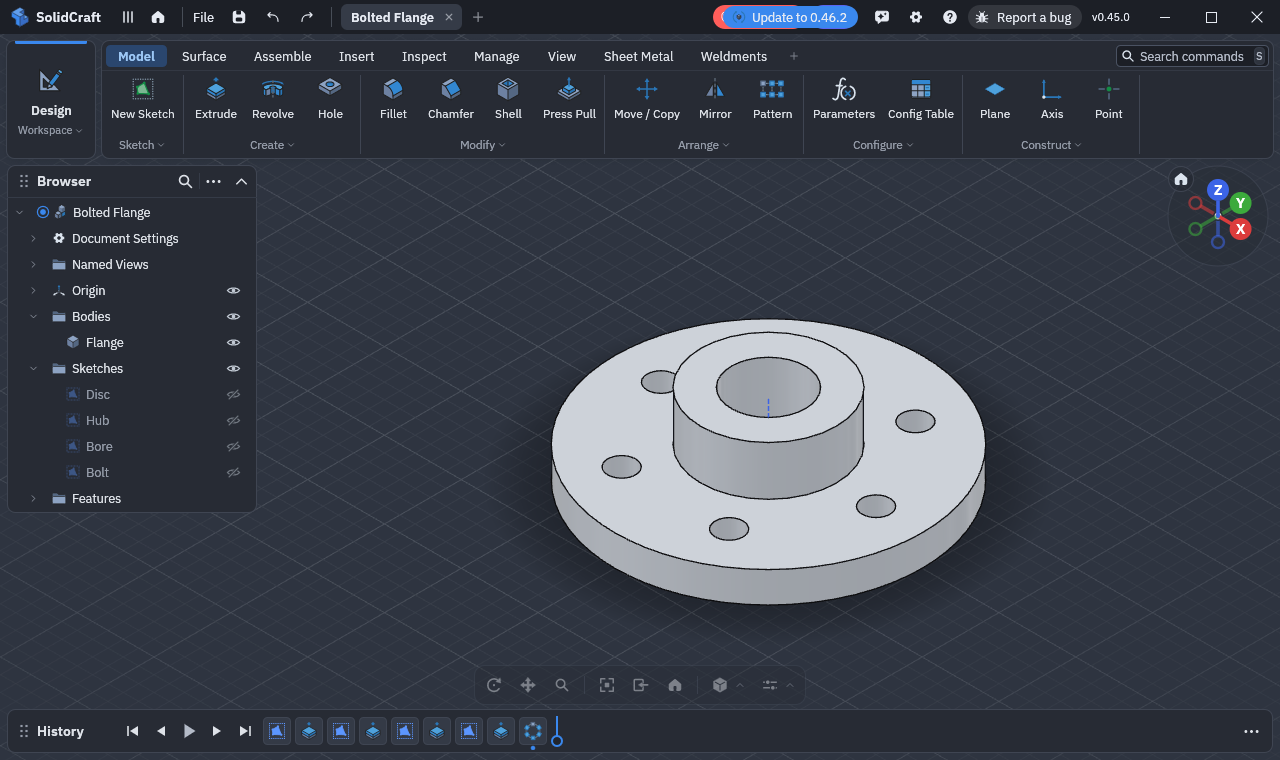 SolidCraft
File
Bolted Flange
Update to 0.46.2
Report a bug
v0.45.0
Design
Workspace
Model
Surface
Assemble
Insert
Inspect
Manage
View
Sheet Metal
Weldments
Search commands
S
New Sketch
Extrude
Revolve
Hole
Fillet
Chamfer
Shell
Press Pull
Move / Copy
Mirror
Pattern
Parameters
Config Table
Plane
Axis
Point
Sketch
Create
Modify
Arrange
Configure
Construct
Browser
Bolted Flange
Document Settings
Named Views
Origin
Bodies
Flange
Sketches
Disc
Hub
Bore
Bolt
Features
Z
Y
X
History